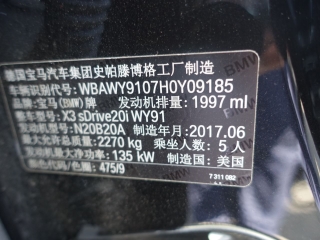 德国宝马汽车集团史帕滕博格工厂制造
车辆识别代号: WBAWY9107H0Y09185
品牌: 宝马(BMW)牌 发动机排量: 1997 ml
整车型号: X3 sDrive20i WY91
发动机型号: N20B20A 制造年月: 2017.06
最大允许总质量: 2270 kg 乘坐人数: 5 人
发动机最大净功率: 135 kW 制造国: 美国
颜色代码: 475/9
7 311 092